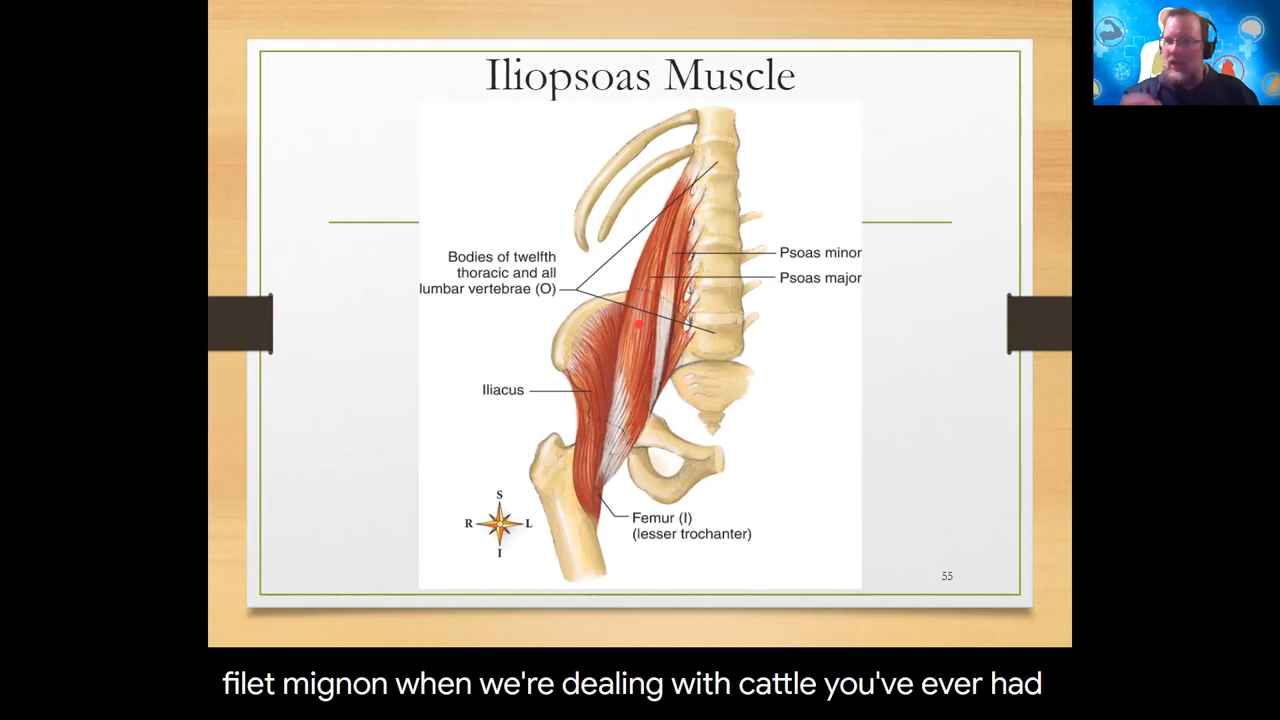 Iliopsoas Muscle
Bodies of twelfth
thoracic and all
lumbar vertebrae (O)
Psoas minor
Psoas major
Iliacus
Femur (I)
(lesser trochanter)
S
R
L
I
55
filet mignon when we're dealing with cattle you've ever had